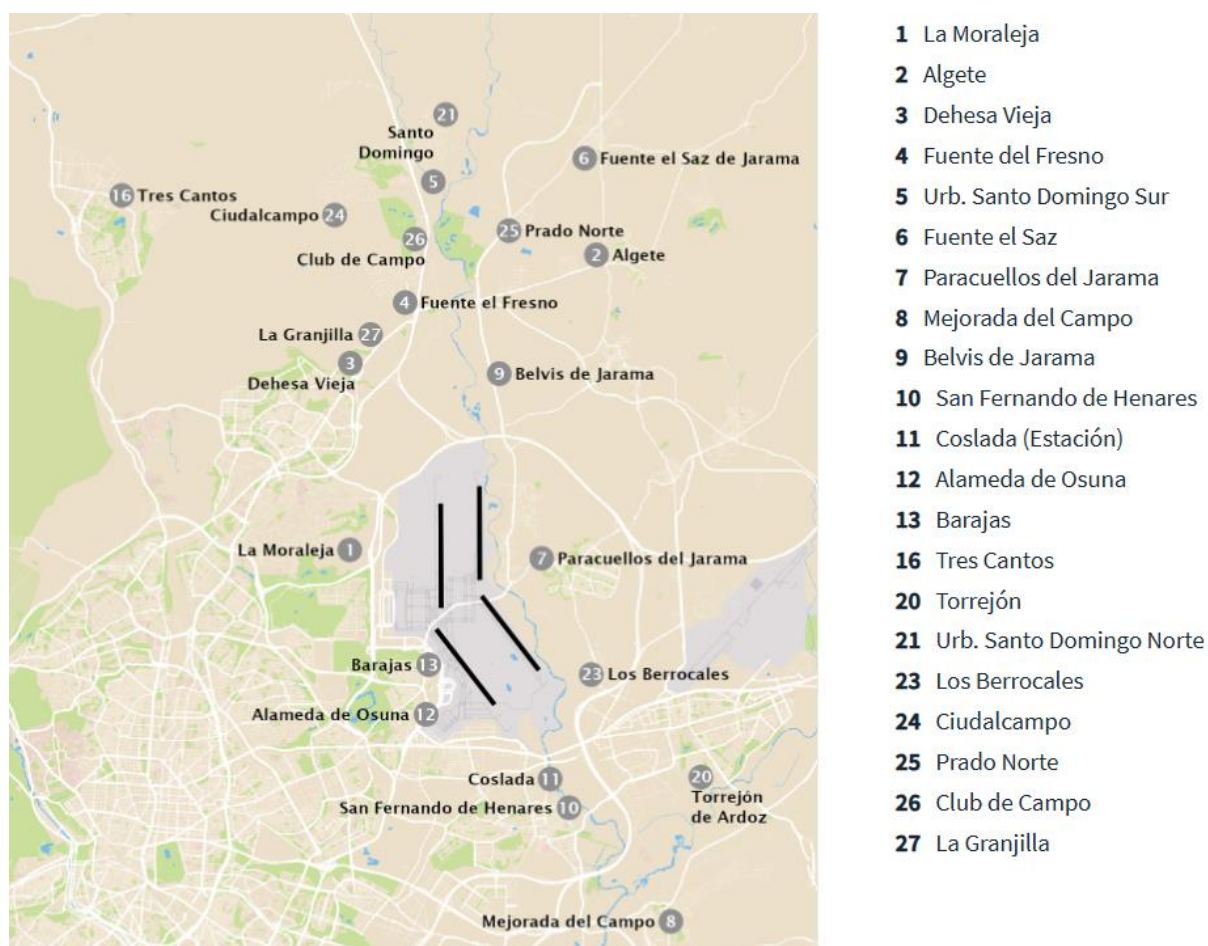 21
Santo
Domingo
5
6 Fuente el Saz de Jarama
16 Tres Cantos
Ciudalcampo 24
25 Prado Norte
26
Club de Campo
2 Algete
4 Fuente el Fresno
La Granjilla 27
3
Dehesa Vieja
9 Belvis de Jarama
La Moraleja 1
7 Paracuellos del Jarama
Barajas 13
23 Los Berrocales
Alameda de Osuna 12
Coslada 11
20
Torrejón
de Ardoz
San Fernando de Henares 10
Mejorada del Campo 8
1 La Moraleja
2 Algete
3 Dehesa Vieja
4 Fuente del Fresno
5 Urb. Santo Domingo Sur
6 Fuente el Saz
7 Paracuellos del Jarama
8 Mejorada del Campo
9 Belvis de Jarama
10 San Fernando de Henares
11 Coslada (Estación)
12 Alameda de Osuna
13 Barajas
16 Tres Cantos
20 Torrejón
21 Urb. Santo Domingo Norte
23 Los Berrocales
24 Ciudalcampo
25 Prado Norte
26 Club de Campo
27 La Granjilla